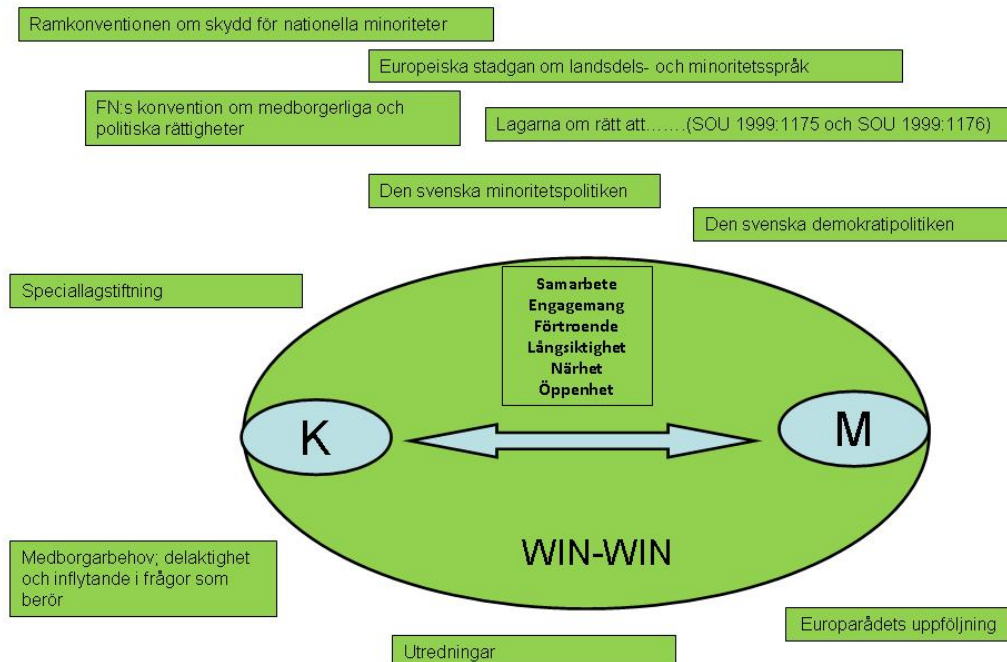 Ramkonventionen om skydd för nationella minoriteter
Europeiska stadgan om landsdels- och minoritetsspråk
FN:s konvention om medborgerliga och
politiska rättigheter
Lagarna om rätt att…….(SOU 1999:1175 och SOU 1999:1176)
Den svenska minoritetspolitiken
Den svenska demokratipolitiken
Speciallagstiftning
Samarbete
Engagemang
Förtroende
Långsiktighet
Närhet
Öppenhet
K
M
WIN-WIN
Medborgarbehov; delaktighet
och inflytande i frågor som
berör
Europarådets uppföljning
Utredningar